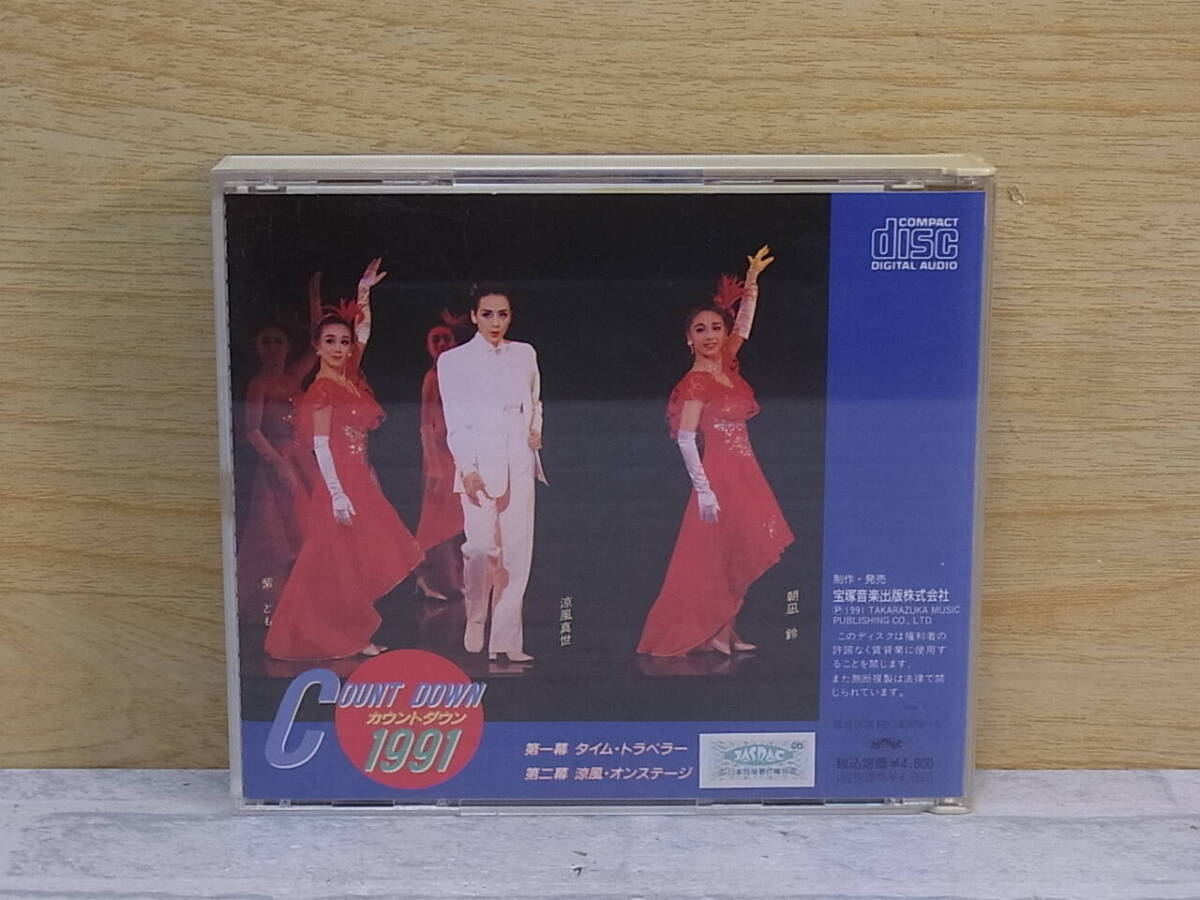 COMPACT
disc
DIGITAL AUDIO
紫 とも
涼風真世
朝凪 鈴
制作・発売
宝塚音楽出版株式会社
Ⓟ1991 TAKARAZUKA MUSIC
PUBLISHING CO., LTD.
このディスクは権利者の
許諾なく賃貸業に使用す
ることを禁じます。
また無断複製は法律で禁
じられています。
COUNT DOWN
カウントダウン
1991
第一幕 タイム・トラベラー
第二幕 涼風・オンステージ
JASRAC
JASRAC
税込定価¥4,800